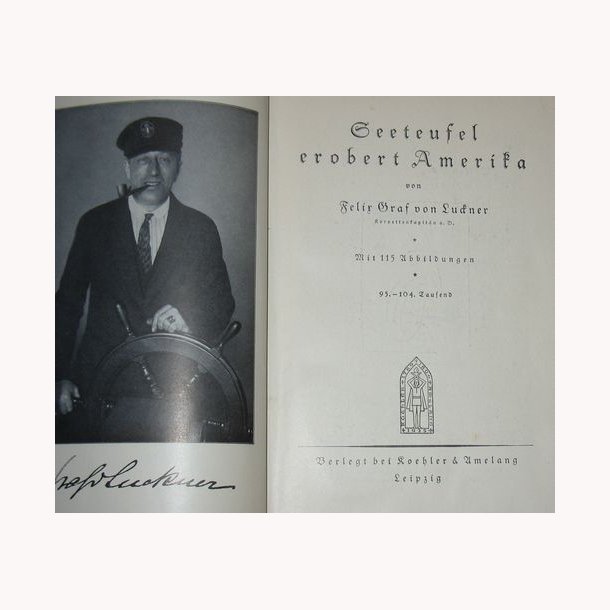 Seeteufel
erobert Amerika
von
Felix Graf von Luckner
Korvettenkapitän a. D.
Mit 115 Abbildungen
95.–104. Tausend
Verlegt bei Koehler & Amelang
Leipzig
Luckner